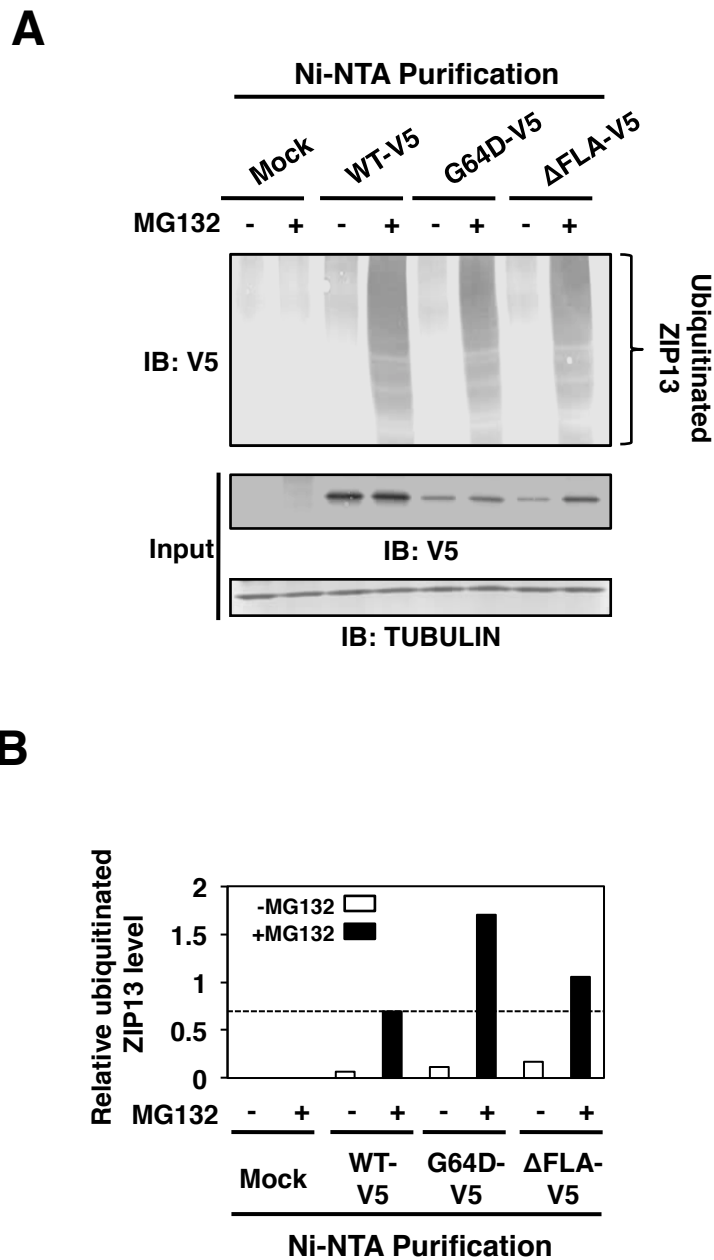 A
Ni-NTA Purification
Mock WT-V5 G64D-V5 ΔFLA-V5
MG132 - + - + - + - +
IB: V5
Ubiquitinated
ZIP13
Input
IB: V5
IB: TUBULIN
B
Relative ubiquitinated
ZIP13 level
2
1.5
1
0.5
0
-MG132
+MG132
MG132 - + - + - + - +
Mock
WT-
V5
G64D-
V5
ΔFLA-
V5
Ni-NTA Purification